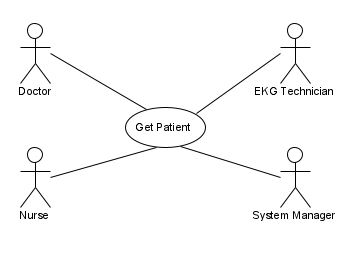 Doctor
EKG Technician
Get Patient
Nurse
System Manager